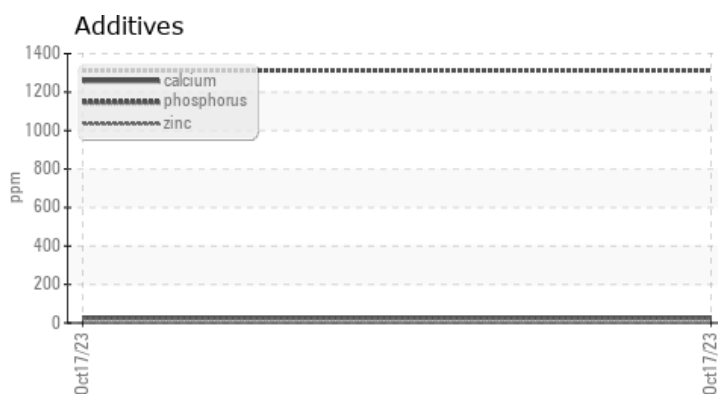 Additives
1400
1200
1000
800
600
400
200
0
ppm
calcium
phosphorus
zinc
Oct17/23
Oct17/23